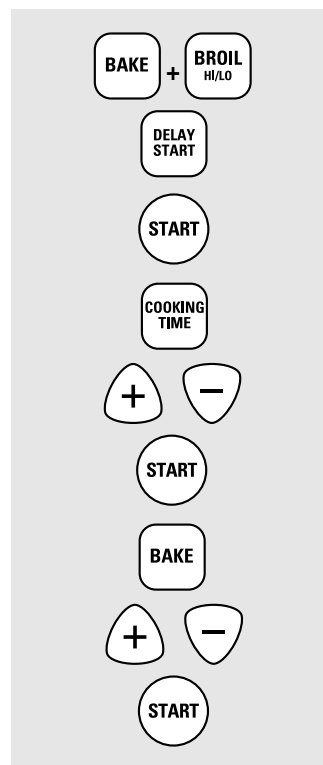 BAKE + BROIL
HI/LO
DELAY
START
START
COOKING
TIME
+ −
START
BAKE
+ −
START